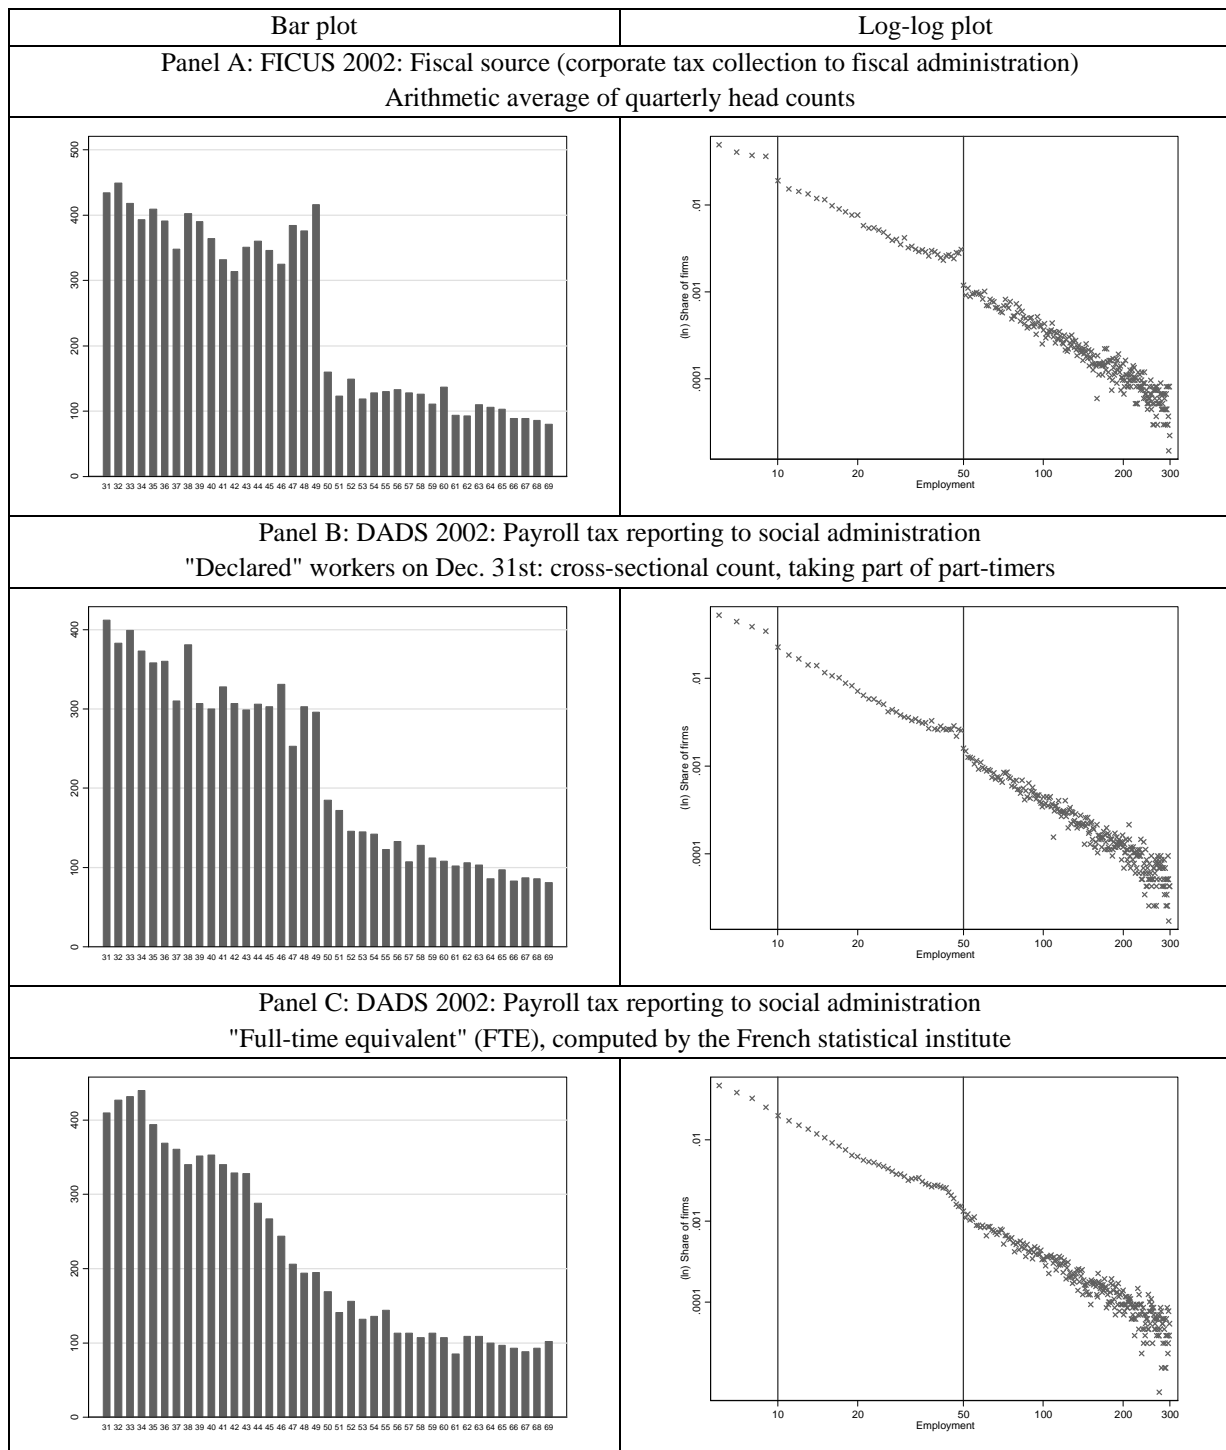 Bar plot
Log-log plot
Panel A: FICUS 2002: Fiscal source (corporate tax collection to fiscal administration)
Arithmetic average of quarterly head counts
500
400
300
200
100
0
31 32 33 34 35 36 37 38 39 40 41 42 43 44 45 46 47 48 49 50 51 52 53 54 55 56 57 58 59 60 61 62 63 64 65 66 67 68 69
(ln) Share of firms
.01
.001
.0001
10 20 50 100 200 300
Employment
Panel B: DADS 2002: Payroll tax reporting to social administration
"Declared" workers on Dec. 31st: cross-sectional count, taking part of part-timers
400
300
200
100
0
31 32 33 34 35 36 37 38 39 40 41 42 43 44 45 46 47 48 49 50 51 52 53 54 55 56 57 58 59 60 61 62 63 64 65 66 67 68 69
(ln) Share of firms
.01
.001
.0001
10 20 50 100 200 300
Employment
Panel C: DADS 2002: Payroll tax reporting to social administration
"Full-time equivalent" (FTE), computed by the French statistical institute
400
300
200
100
0
31 32 33 34 35 36 37 38 39 40 41 42 43 44 45 46 47 48 49 50 51 52 53 54 55 56 57 58 59 60 61 62 63 64 65 66 67 68 69
(ln) Share of firms
.01
.001
.0001
10 20 50 100 200 300
Employment